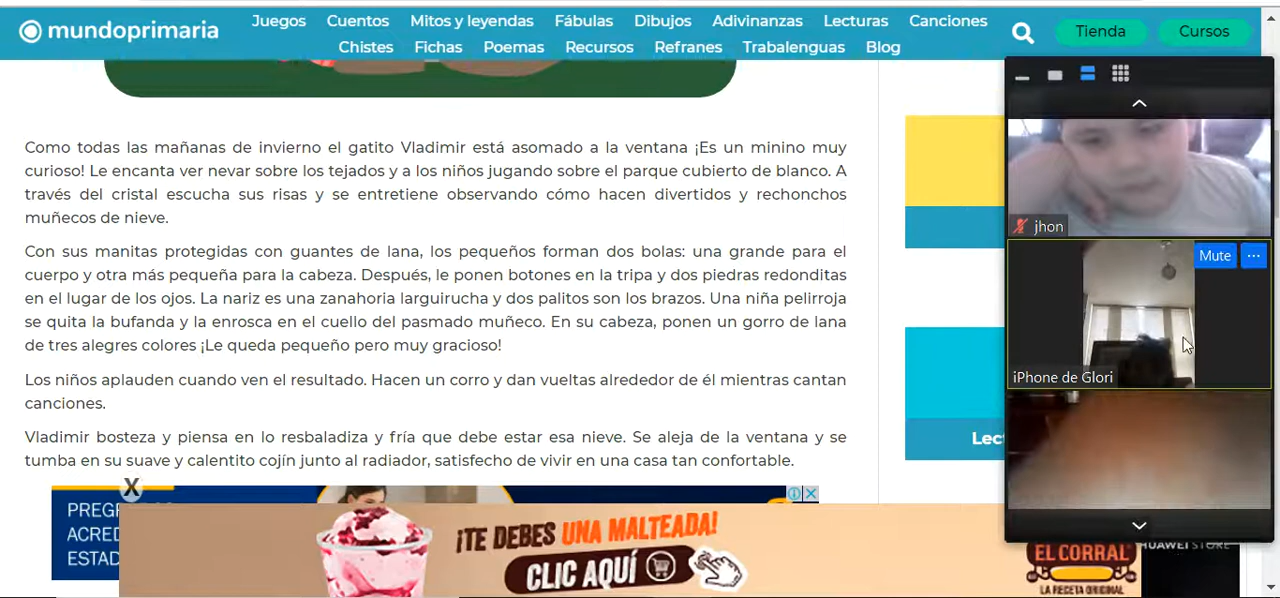 mundoprimaria
Juegos Cuentos Mitos y leyendas Fábulas Dibujos Adivinanzas Lecturas Canciones
Chistes Fichas Poemas Recursos Refranes Trabalenguas Blog
Tienda Cursos
Como todas las mañanas de invierno el gatito Vladimir está asomado a la ventana ¡Es un minino muy
curioso! Le encanta ver nevar sobre los tejados y a los niños jugando sobre el parque cubierto de blanco. A
través del cristal escucha sus risas y se entretiene observando cómo hacen divertidos y rechonchos
muñecos de nieve.
Con sus manitas protegidas con guantes de lana, los pequeños forman dos bolas: una grande para el
cuerpo y otra más pequeña para la cabeza. Después, le ponen botones en la tripa y dos piedras redonditas
en el lugar de los ojos. La nariz es una zanahoria larguirucha y dos palitos son los brazos. Una niña pelirroja
se quita la bufanda y la enrosca en el cuello del pasmado muñeco. En su cabeza, ponen un gorro de lana
de tres alegres colores ¡Le queda pequeño pero muy gracioso!
Los niños aplauden cuando ven el resultado. Hacen un corro y dan vueltas alrededor de él mientras cantan
canciones.
Vladimir bosteza y piensa en lo resbaladiza y fría que debe estar esa nieve. Se aleja de la ventana y se
tumba en su suave y calentito cojín junto al radiador, satisfecho de vivir en una casa tan confortable.
jhon
Mute
iPhone de Glori
Lec
X
PREG
ACRED
ESTAD
¡TE DEBES UNA MALTEADA!
CLIC AQUÍ
EL CORRAL
LA RECETA ORIGINAL
HUAWEI STORE